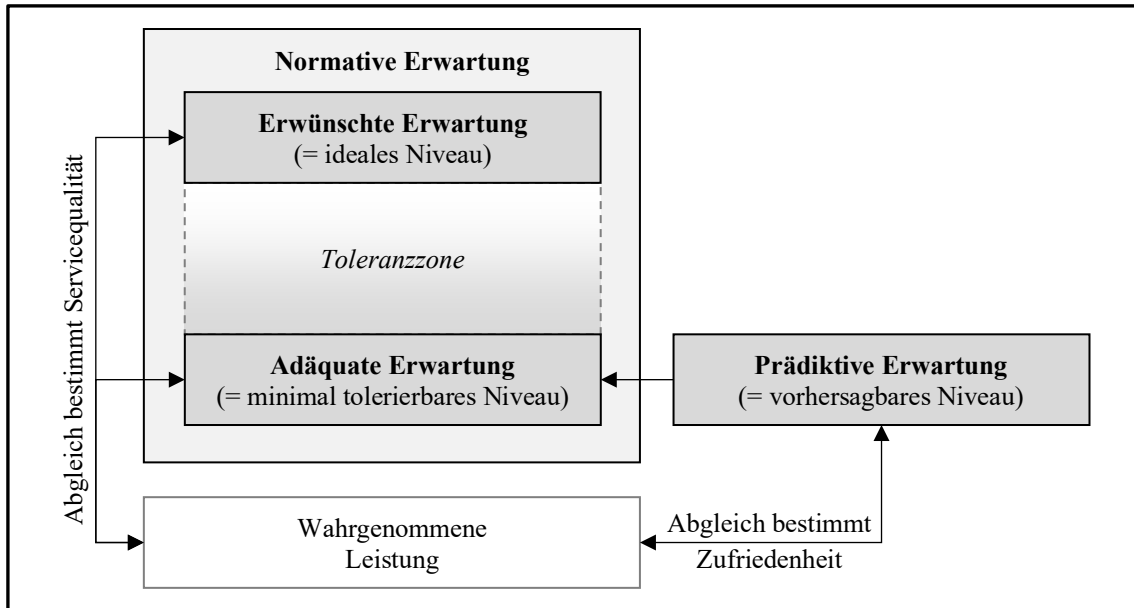 Normative Erwartung
Erwünschte Erwartung
(= ideales Niveau)
Toleranzzone
Adäquate Erwartung
(= minimal tolerierbares Niveau)
Prädiktive Erwartung
(= vorhersagbares Niveau)
Abgleich bestimmt Servicequalität
Wahrgenommene
Leistung
Abgleich bestimmt
Zufriedenheit